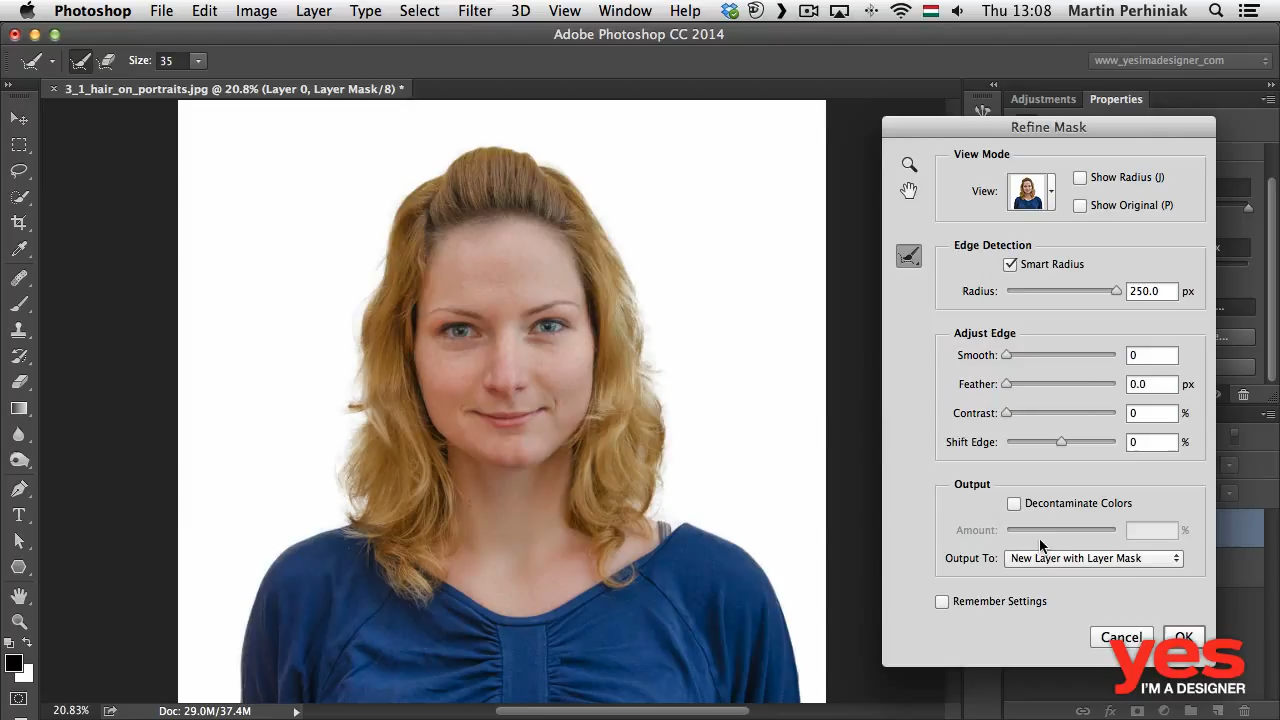 Photoshop File Edit Image Layer Type Select Filter 3D View Window Help Thu 13:08 Martin Perhiniak
Adobe Photoshop CC 2014
Size: 35 www_yesimadesigner_com
3_1_hair_on_portraits.jpg @ 20.8% (Layer 0, Layer Mask/8) *
Adjustments Properties
Refine Mask
View Mode
View:
Show Radius (J)
Show Original (P)
Edge Detection
Smart Radius
Radius: 250.0 px
Adjust Edge
Smooth: 0
Feather: 0.0 px
Contrast: 0 %
Shift Edge: 0 %
Output
Decontaminate Colors
Amount: %
Output To: New Layer with Layer Mask
Remember Settings
Cancel OK
yes
I'M A DESIGNER
20.83% Doc: 29.0M/37.4M